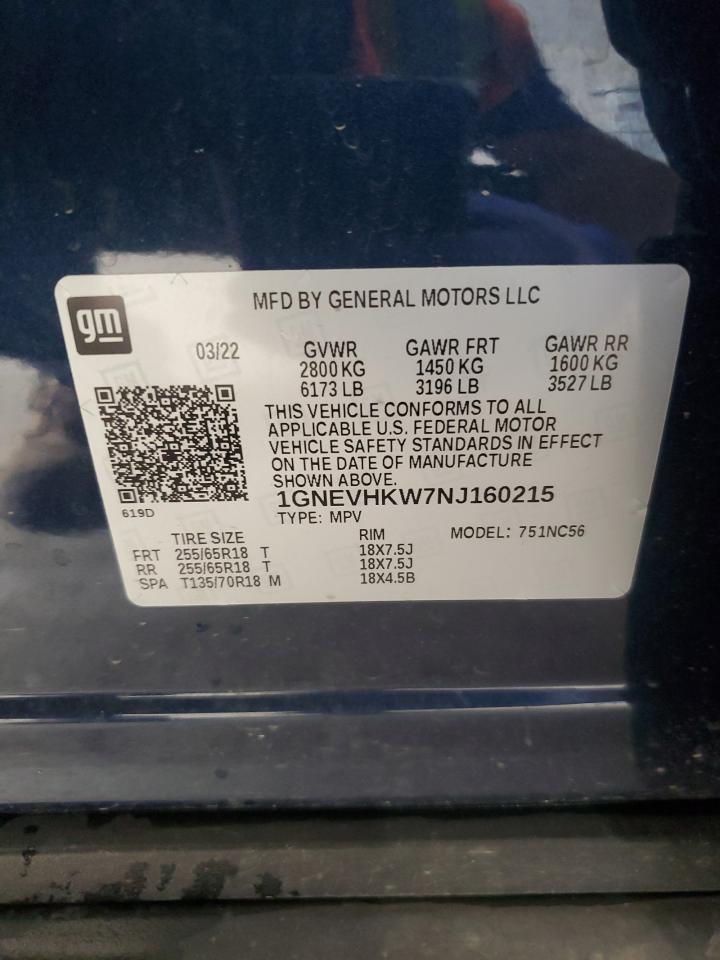 gm
MFD BY GENERAL MOTORS LLC
03/22 GVWR GAWR FRT GAWR RR
2800 KG 1450 KG 1600 KG
6173 LB 3196 LB 3527 LB
THIS VEHICLE CONFORMS TO ALL
APPLICABLE U.S. FEDERAL MOTOR
VEHICLE SAFETY STANDARDS IN EFFECT
ON THE DATE OF MANUFACTURE
SHOWN ABOVE.
1GNEVHKW7NJ160215
619D
TYPE: MPV
TIRE SIZE RIM MODEL: 751NC56
FRT 255/65R18 T 18X7.5J
RR 255/65R18 T 18X7.5J
SPA T135/70R18 M 18X4.5B